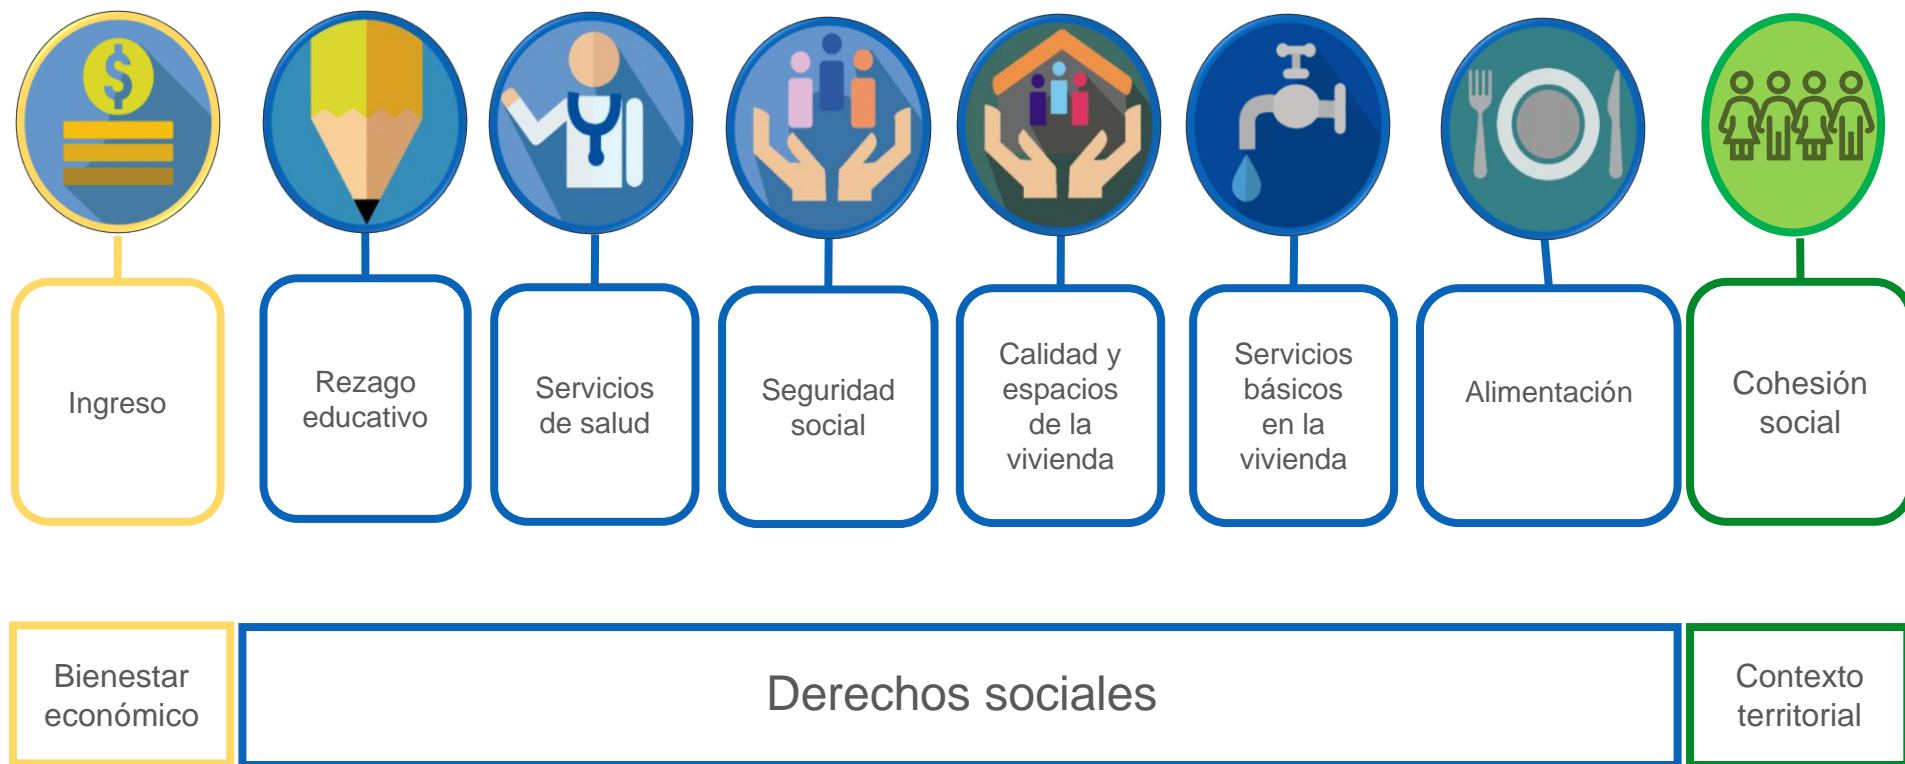 $
Ingreso
Rezago
educativo
Servicios
de salud
Seguridad
social
Calidad y
espacios
de la
vivienda
Servicios
básicos
en la
vivienda
Alimentación
Cohesión
social
Bienestar
económico
Derechos sociales
Contexto
territorial